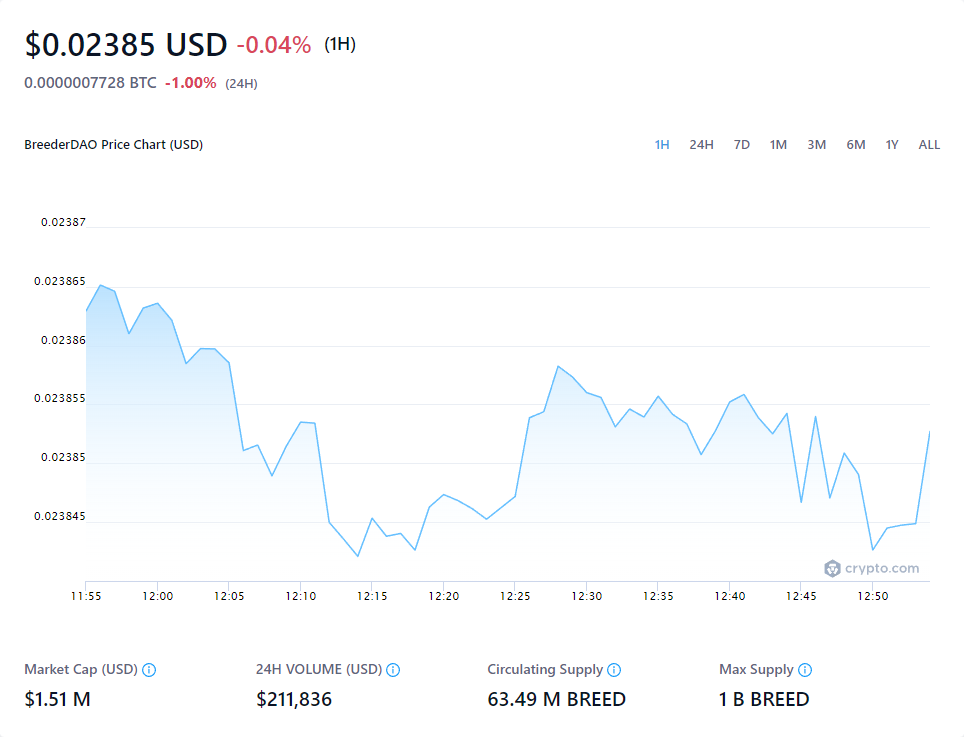 $0.02385 USD -0.04% (1H)
0.0000007728 BTC -1.00% (24H)
BreederDAO Price Chart (USD)
1H 24H 7D 1M 3M 6M 1Y ALL
0.02387
0.023865
0.02386
0.023855
0.02385
0.023845
crypto.com
11:55 12:00 12:05 12:10 12:15 12:20 12:25 12:30 12:35 12:40 12:45 12:50
Market Cap (USD) 24H VOLUME (USD) Circulating Supply Max Supply
$1.51 M $211,836 63.49 M BREED 1 B BREED